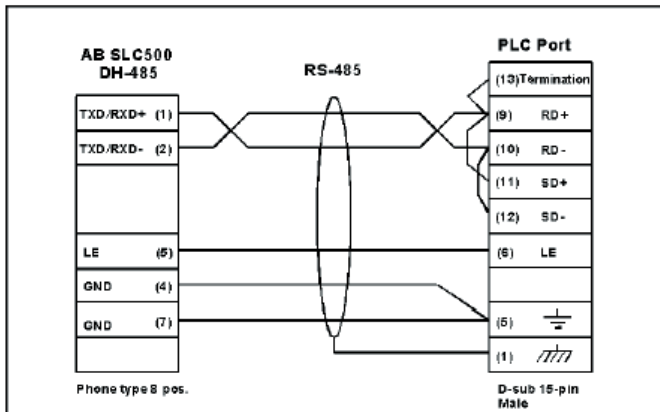 AB SLC500
DH-485
RS-485
PLC Port
(13)Termination
TXD/RXD+ (1)
(9) RD+
TXD/RXD- (2)
(10) RD-
(11) SD+
(12) SD-
LE (5)
(6) LE
GND (4)
GND (7)
(5)
(1)
Phone type 8 pos.
D-sub 15-pin
Male